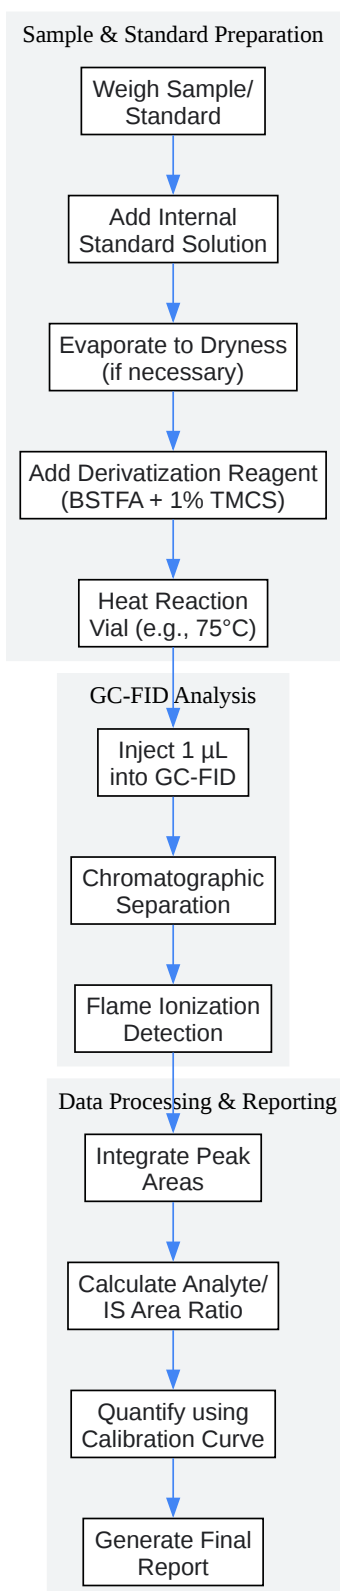 Sample & Standard Preparation
Weigh Sample/
Standard
Add Internal
Standard Solution
Evaporate to Dryness
(if necessary)
Add Derivatization Reagent
(BSTFA + 1% TMCS)
Heat Reaction
Vial (e.g., 75°C)
GC-FID Analysis
Inject 1 µL
into GC-FID
Chromatographic
Separation
Flame Ionization
Detection
Data Processing & Reporting
Integrate Peak
Areas
Calculate Analyte/
IS Area Ratio
Quantify using
Calibration Curve
Generate Final
Report